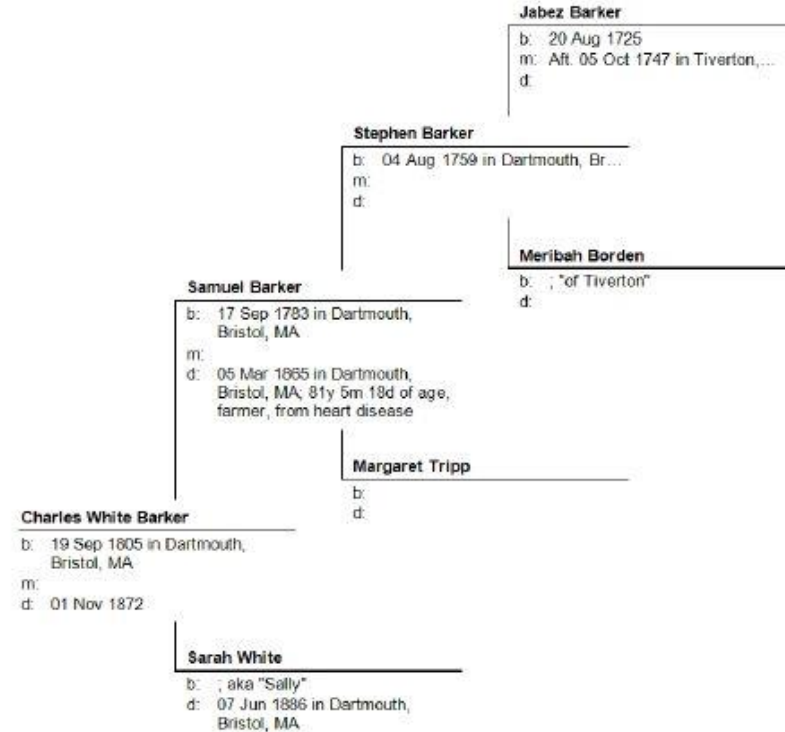 Jabez Barker
b: 20 Aug 1725
m: Aft. 05 Oct 1747 in Tiverton,...
d:
Stephen Barker
b: 04 Aug 1759 in Dartmouth, Br...
m:
d:
Meribah Borden
b: ; "of Tiverton"
d:
Samuel Barker
b: 17 Sep 1783 in Dartmouth,
Bristol, MA
m:
d: 05 Mar 1865 in Dartmouth,
Bristol, MA; 81y 5m 18d of age,
farmer, from heart disease
Margaret Tripp
b:
d:
Charles White Barker
b: 19 Sep 1805 in Dartmouth,
Bristol, MA
m:
d: 01 Nov 1872
Sarah White
b: ; aka "Sally"
d: 07 Jun 1886 in Dartmouth,
Bristol, MA